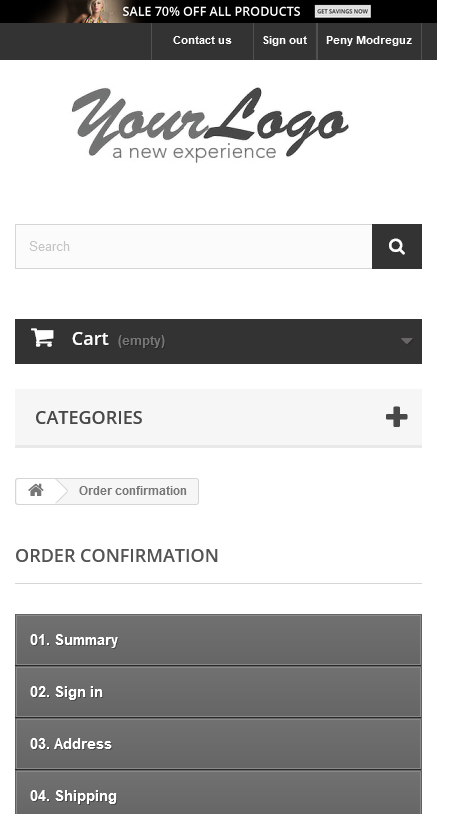 SALE 70% OFF ALL PRODUCTS GET SAVINGS NOW
Contact us Sign out Peny Modreguz
YourLogo
a new experience
Search
Cart (empty)
CATEGORIES
Order confirmation
ORDER CONFIRMATION
01. Summary
02. Sign in
03. Address
04. Shipping